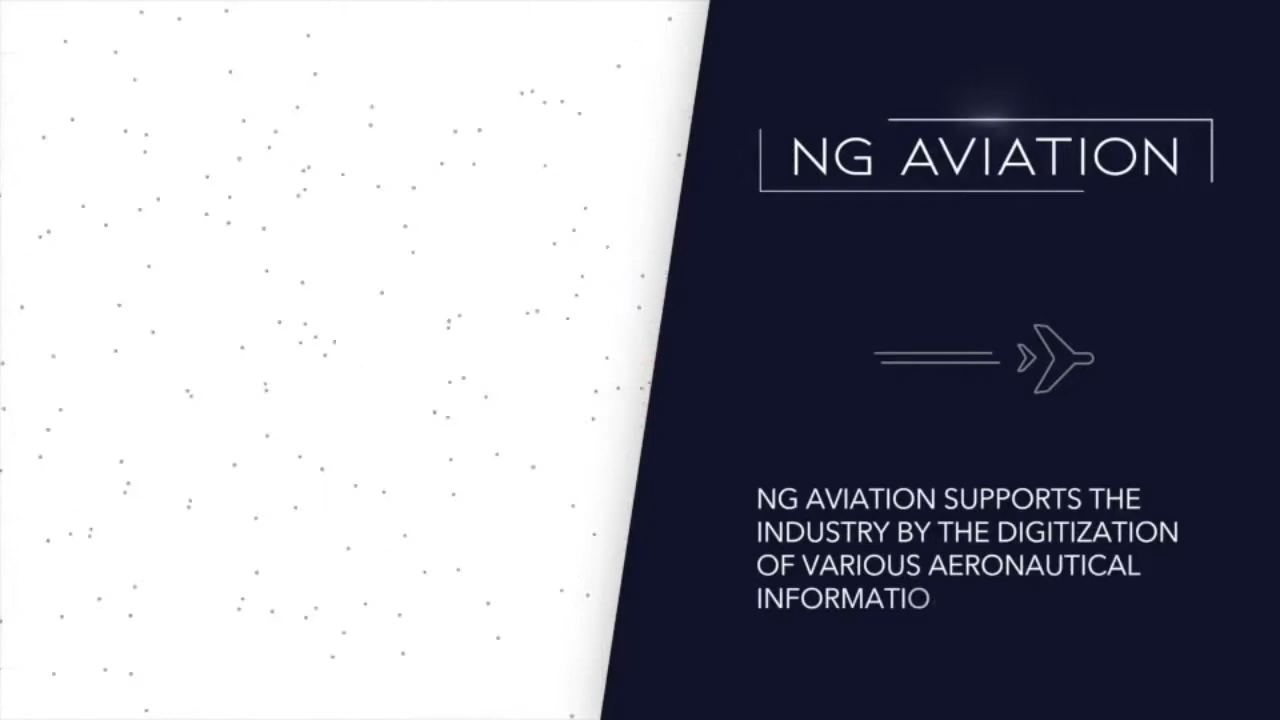 NG AVIATION
NG AVIATION SUPPORTS THE
INDUSTRY BY THE DIGITIZATION
OF VARIOUS AERONAUTICAL
INFORMATIO